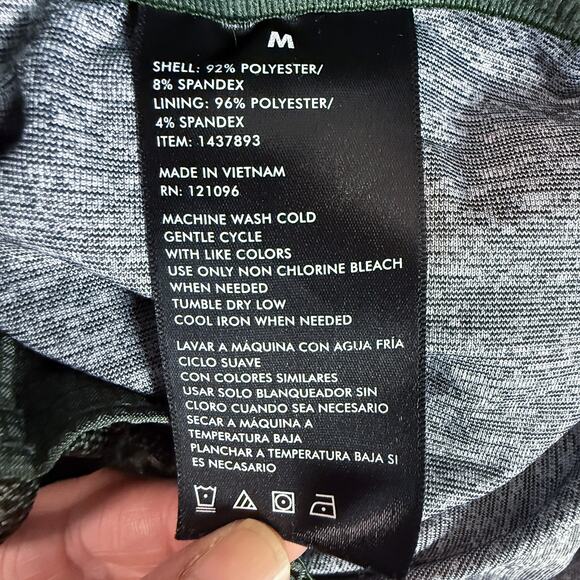 M
SHELL: 92% POLYESTER/
8% SPANDEX
LINING: 96% POLYESTER/
4% SPANDEX
ITEM: 1437893
MADE IN VIETNAM
RN: 121096
MACHINE WASH COLD
GENTLE CYCLE
WITH LIKE COLORS
USE ONLY NON CHLORINE BLEACH
WHEN NEEDED
TUMBLE DRY LOW
COOL IRON WHEN NEEDED
LAVAR A MÁQUINA CON AGUA FRÍA
CICLO SUAVE
CON COLORES SIMILARES
USAR SOLO BLANQUEADOR SIN
CLORO CUANDO SEA NECESARIO
SECAR A MÁQUINA A
TEMPERATURA BAJA
PLANCHAR A TEMPERATURA BAJA SI
ES NECASARIO